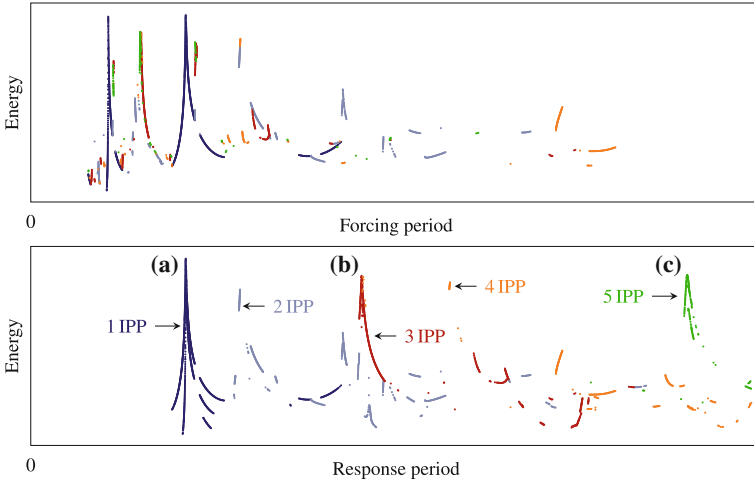 Energy
0
Forcing period
(a)
(b)
(c)
1 IPP
2 IPP
3 IPP
4 IPP
5 IPP
Energy
0
Response period